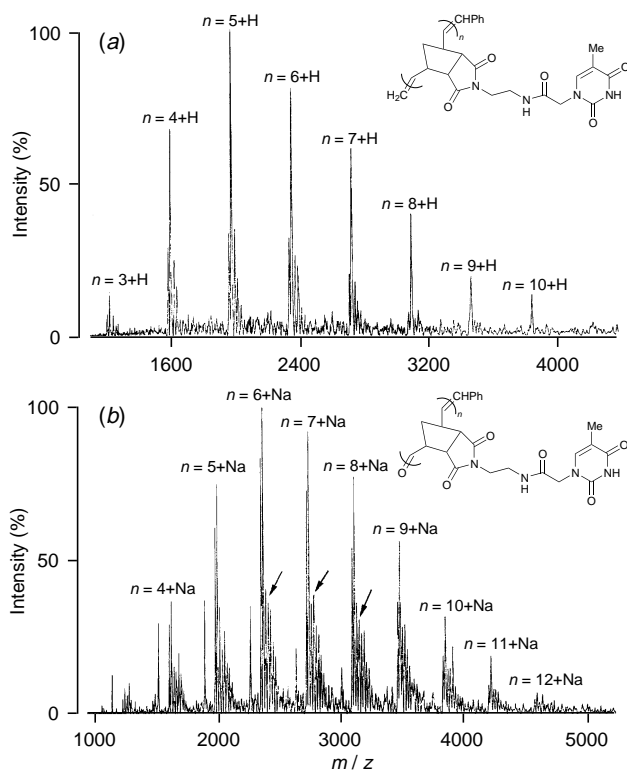 (a)
Intensity (%)
100
50
0
n = 3+H
n = 4+H
n = 5+H
n = 6+H
n = 7+H
n = 8+H
n = 9+H
n = 10+H
1600
2400
3200
4000
CHPh
n
H2C
O
O
N
N
H
O
N
Me
O
NH
O
(b)
Intensity (%)
100
50
0
n = 4+Na
n = 5+Na
n = 6+Na
n = 7+Na
n = 8+Na
n = 9+Na
n = 10+Na
n = 11+Na
n = 12+Na
1000
2000
3000
4000
5000
m / z
CHPh
n
O
O
O
N
N
H
O
N
Me
O
NH
O